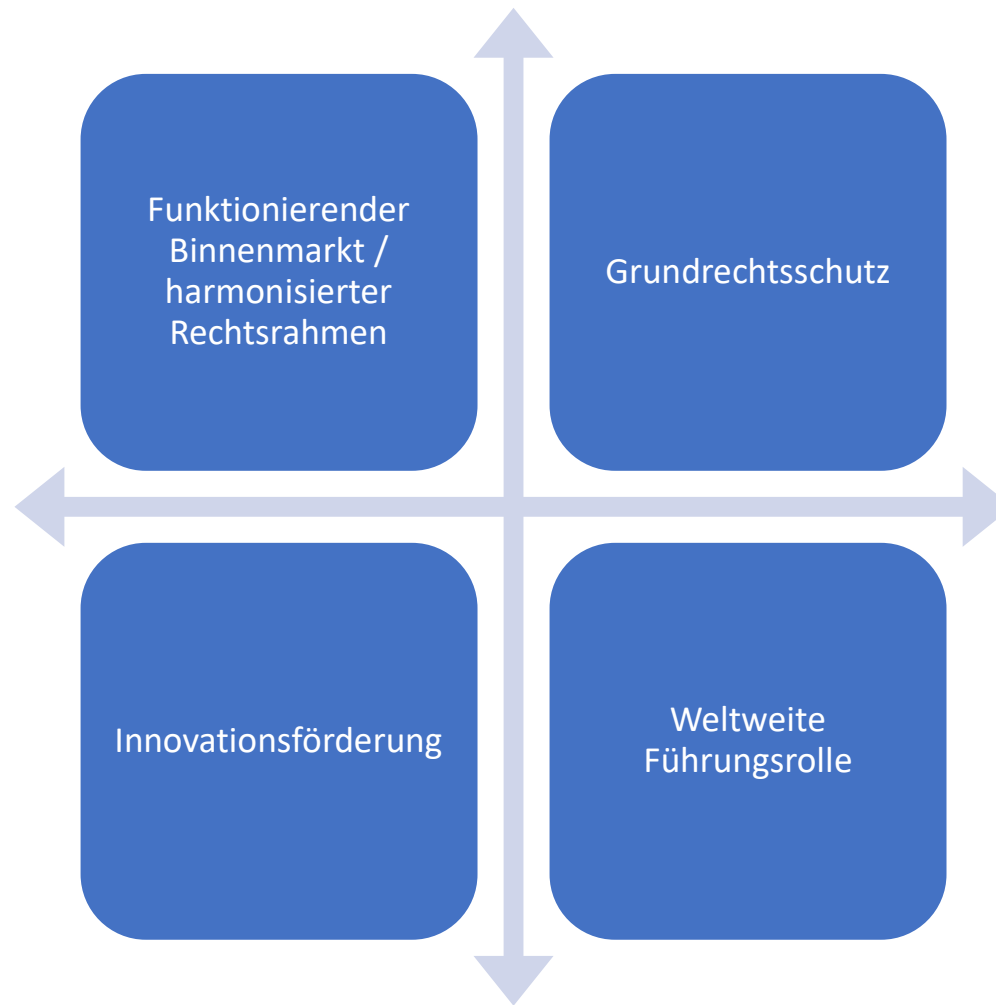 Funktionierender
Binnenmarkt /
harmonisierter
Rechtsrahmen
Grundrechtsschutz
Innovationsförderung
Weltweite
Führungsrolle